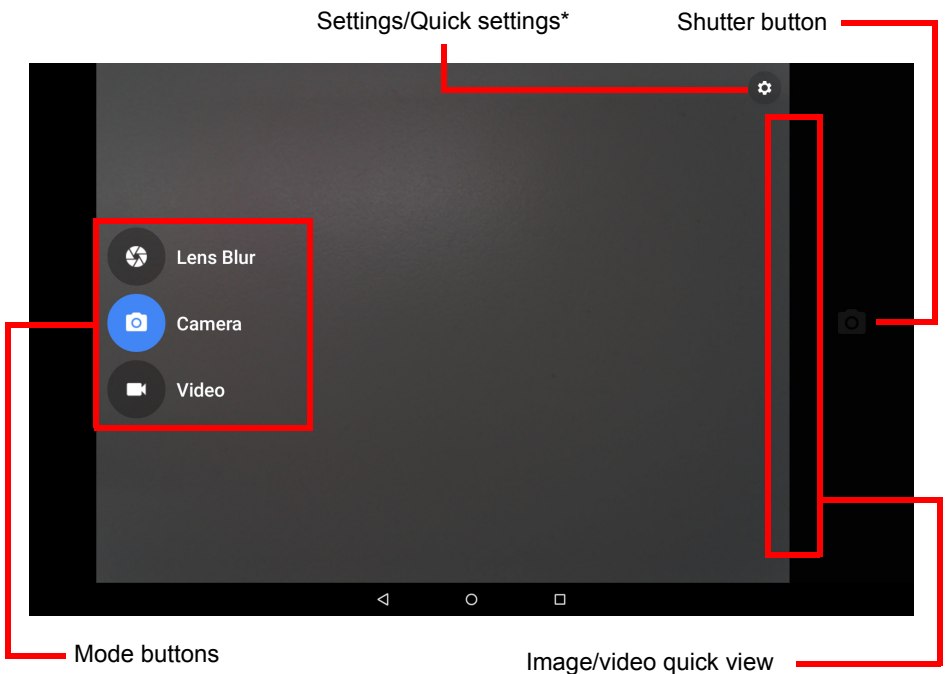 Settings/Quick settings*
Shutter button
Lens Blur
Camera
Video
Mode buttons
Image/video quick view